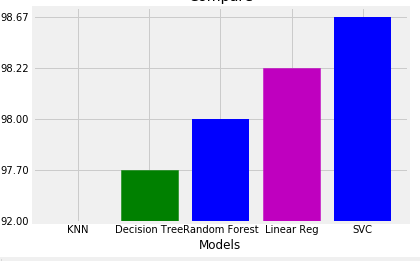 Compare
98.67
98.22
98.00
97.70
92.00
KNN Decision Tree Random Forest Linear Reg SVC
Models